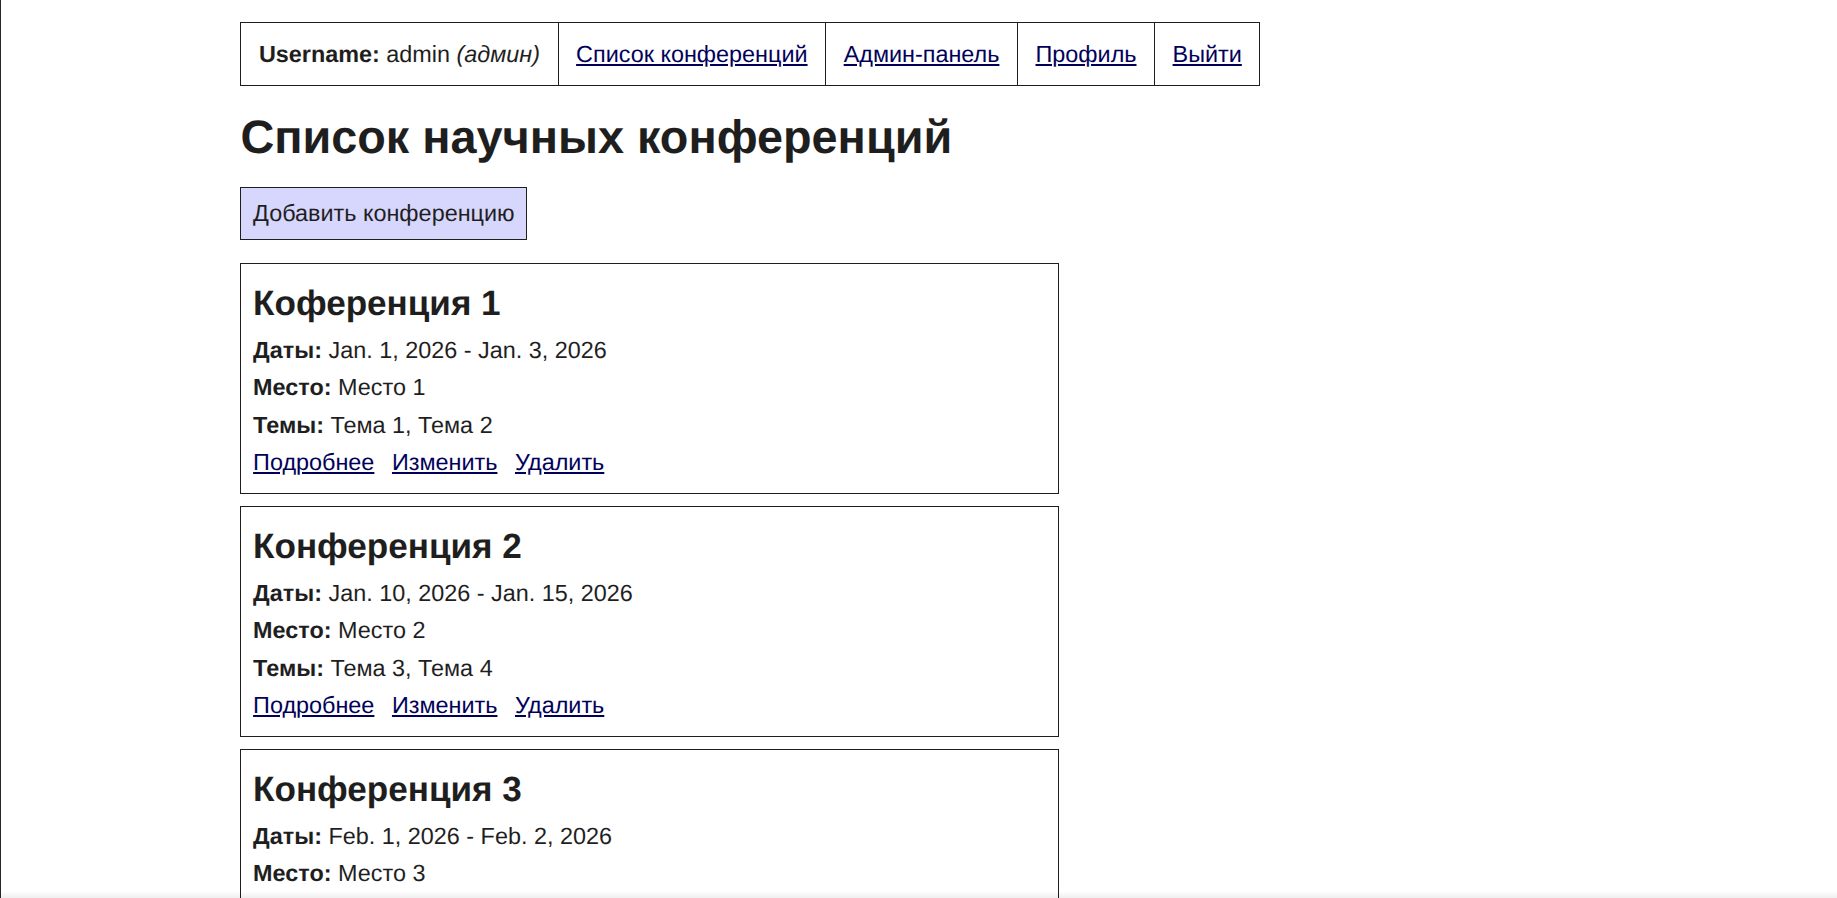 Username: admin (админ) Список конференций Админ-панель Профиль Выйти
Список научных конференций
Добавить конференцию
Коференция 1
Даты: Jan. 1, 2026 - Jan. 3, 2026
Место: Место 1
Темы: Тема 1, Тема 2
Подробнее Изменить Удалить
Конференция 2
Даты: Jan. 10, 2026 - Jan. 15, 2026
Место: Место 2
Темы: Тема 3, Тема 4
Подробнее Изменить Удалить
Конференция 3
Даты: Feb. 1, 2026 - Feb. 2, 2026
Место: Место 3